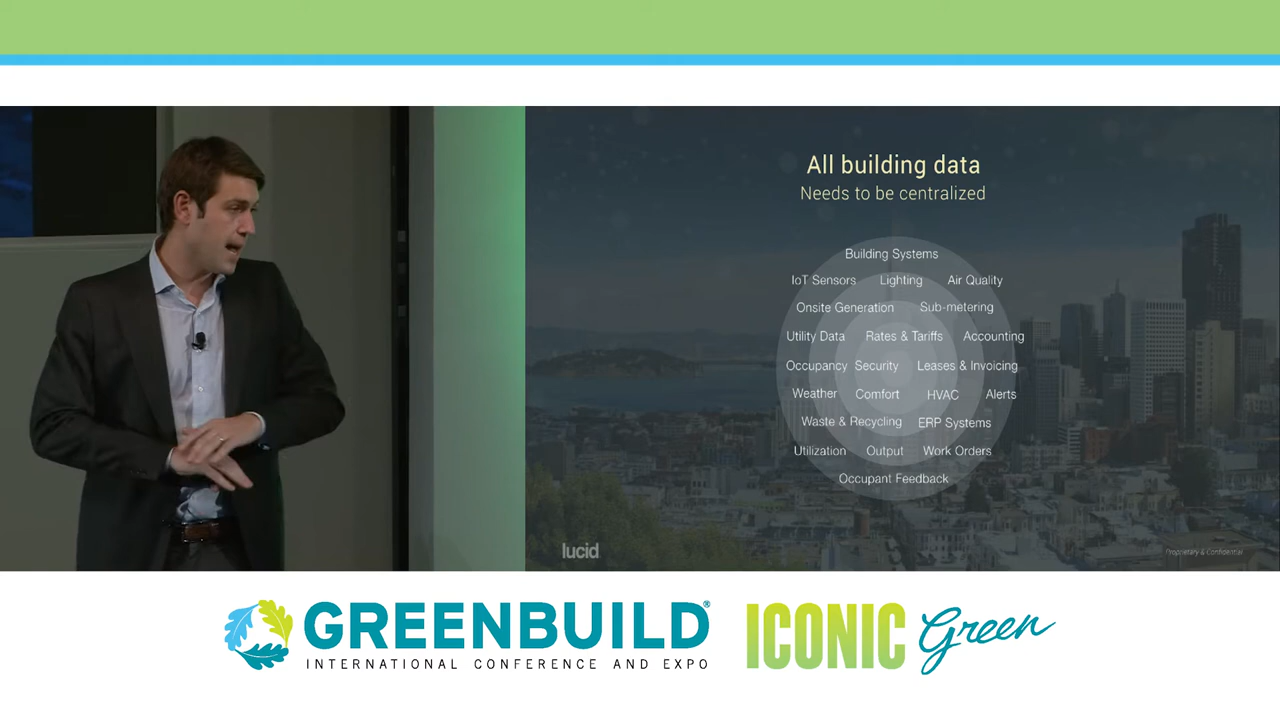 All building data
Needs to be centralized
Building Systems
IoT Sensors Lighting Air Quality
Onsite Generation Sub-metering
Utility Data Rates & Tariffs Accounting
Occupancy Security Leases & Invoicing
Weather Comfort HVAC Alerts
Waste & Recycling ERP Systems
Utilization Output Work Orders
Occupant Feedback
lucid
Proprietary & Confidential
GREENBUILD®
INTERNATIONAL CONFERENCE AND EXPO
ICONIC Green